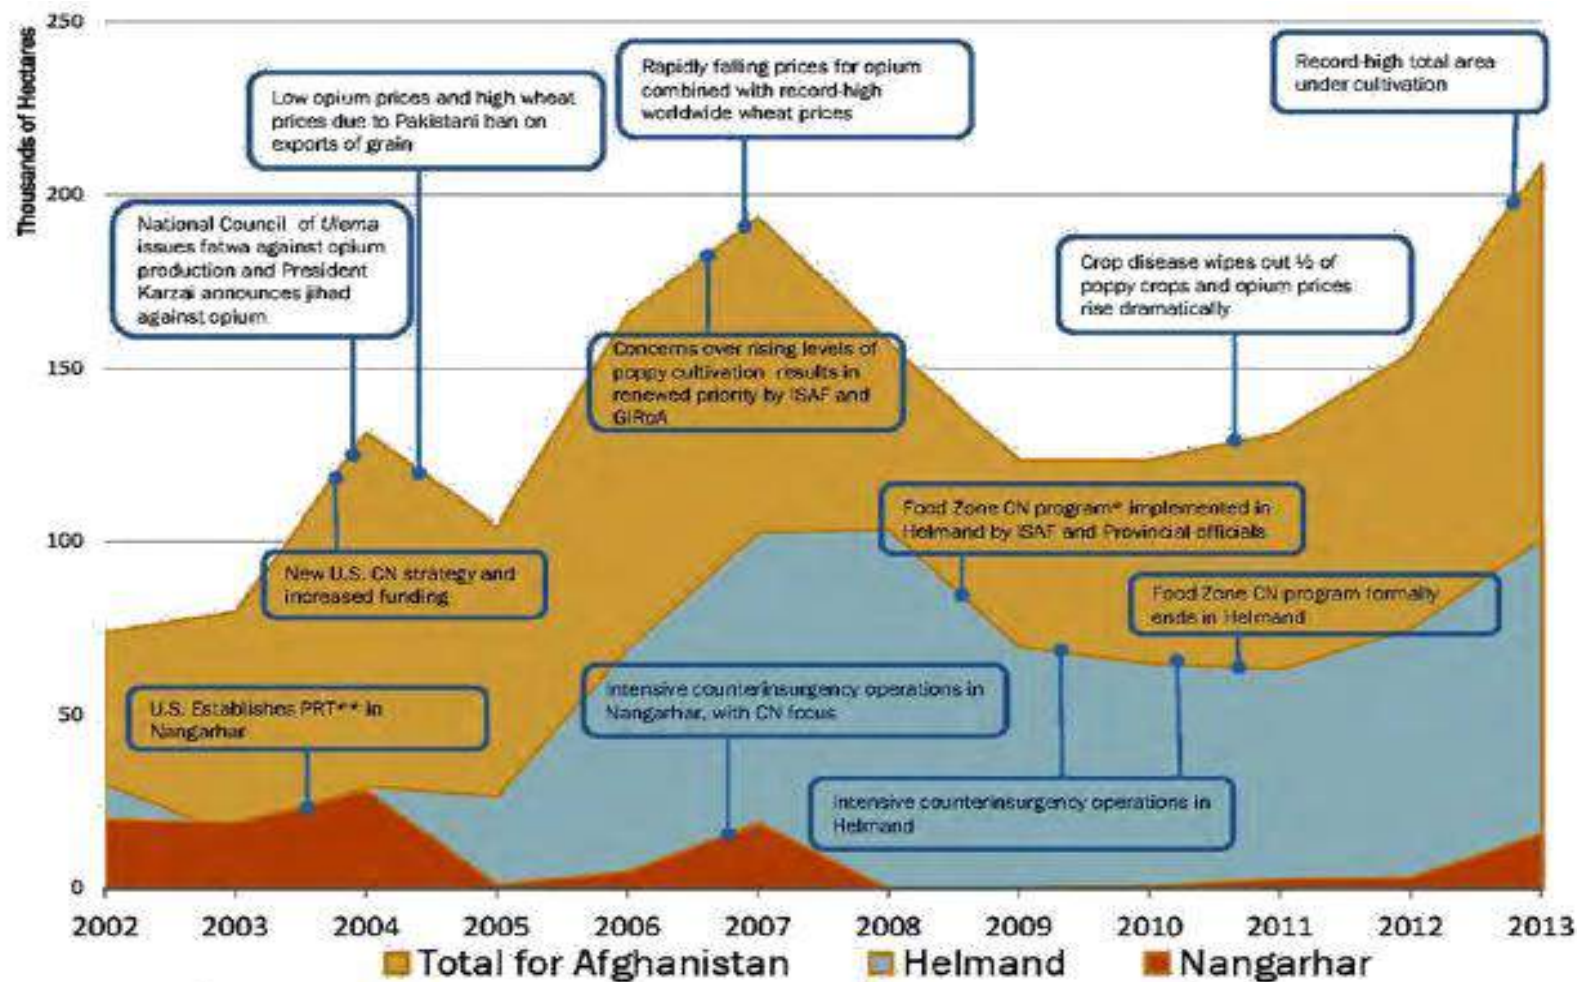 Thousands of Hectares
250
200
150
100
50
0
Low opium prices and high wheat
prices due to Pakistani ban on
exports of grain
Rapidly falling prices for opium
combined with record-high
worldwide wheat prices
Record-high total area
under cultivation
National Council of Ulema
issues fatwa against opium
production and President
Karzai announces jihad
against opium
Crop disease wipes out ½ of
poppy crops and opium prices
rise dramatically
Concerns over rising levels of
poppy cultivation results in
renewed priority by ISAF and
GIRoA
New U.S. CN strategy and
increased funding
Food Zone CN program* implemented in
Helmand by ISAF and Provincial officials
Food Zone CN program formally
ends in Helmand
U.S. Establishes PRT** in
Nangarhar
Intensive counterinsurgency operations in
Nangarhar, with CN focus
Intensive counterinsurgency operations in
Helmand
2002 2003 2004 2005 2006 2007 2008 2009 2010 2011 2012 2013
Total for Afghanistan Helmand Nangarhar